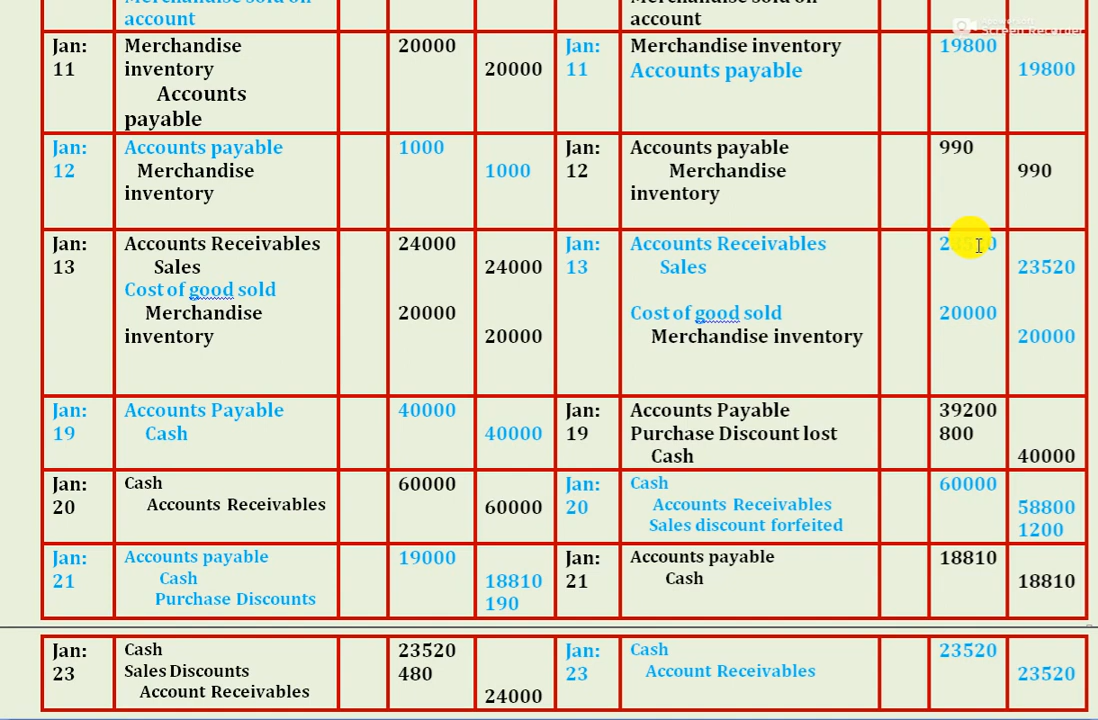 Merchandise sold on
account
Merchandise sold on
account
Jan:
11
Merchandise
inventory
Accounts
payable
20000
20000
Jan:
11
Merchandise inventory
Accounts payable
19800
19800
Jan:
12
Accounts payable
Merchandise
inventory
1000
1000
Jan:
12
Accounts payable
Merchandise
inventory
990
990
Jan:
13
Accounts Receivables
Sales
Cost of good sold
Merchandise
inventory
24000
24000
20000
20000
Jan:
13
Accounts Receivables
Sales
Cost of good sold
Merchandise inventory
23520
23520
20000
20000
Jan:
19
Accounts Payable
Cash
40000
40000
Jan:
19
Accounts Payable
Purchase Discount lost
Cash
39200
800
40000
Jan:
20
Cash
Accounts Receivables
60000
60000
Jan:
20
Cash
Accounts Receivables
Sales discount forfeited
60000
58800
1200
Jan:
21
Accounts payable
Cash
Purchase Discounts
19000
18810
190
Jan:
21
Accounts payable
Cash
18810
18810
Jan:
23
Cash
Sales Discounts
Account Receivables
23520
480
24000
Jan:
23
Cash
Account Receivables
23520
23520
Screen Recorder